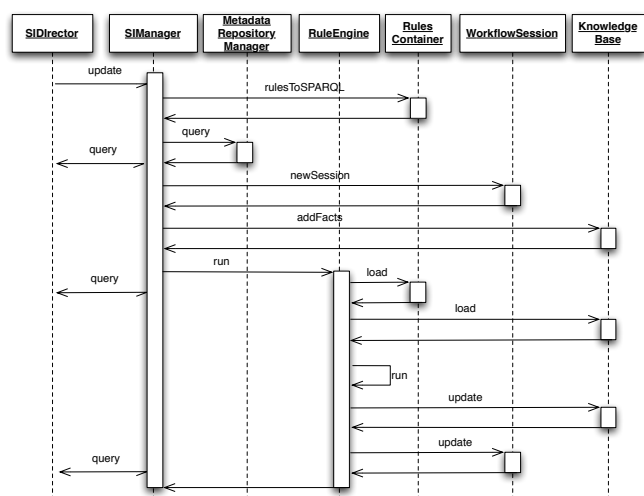 SIDIrector
SIManager
Metadata
Repository
Manager
RuleEngine
Rules
Container
WorkflowSession
Knowledge
Base
update
rulesToSPARQL
query
query
newSession
addFacts
run
query
load
load
run
update
update
query